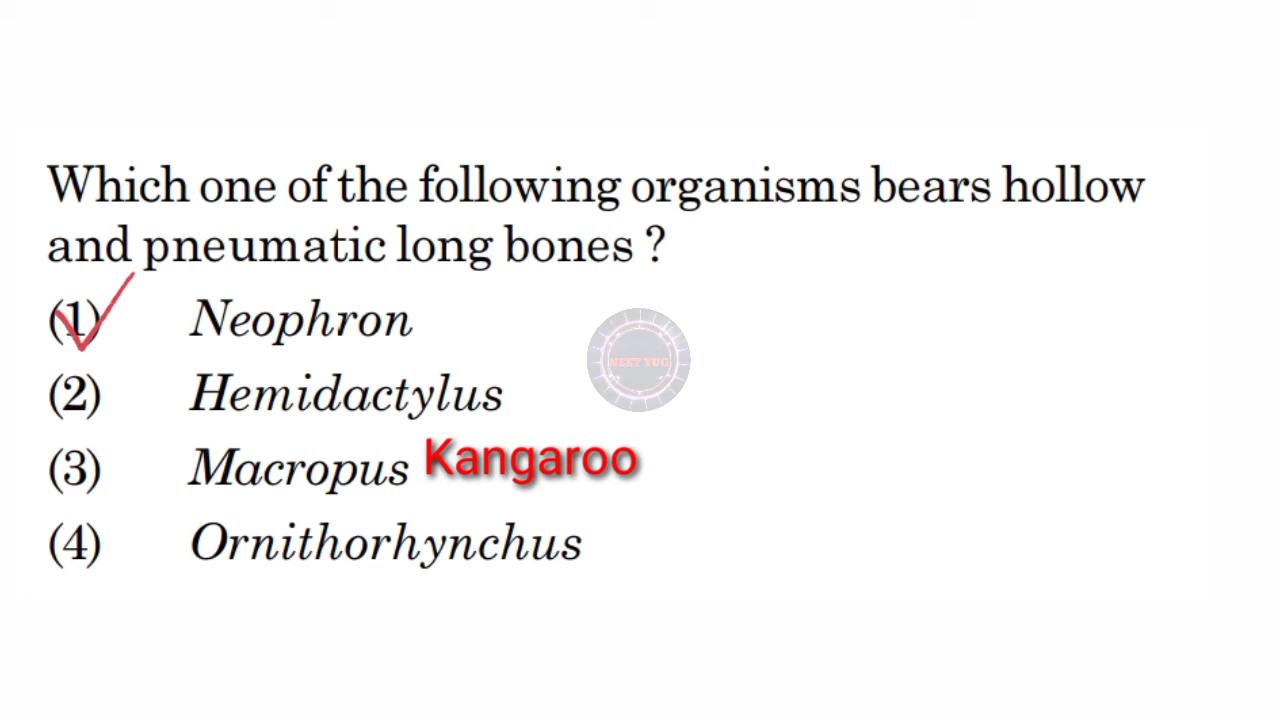 Which one of the following organisms bears hollow
and pneumatic long bones ?
(1) Neophron
(2) Hemidactylus
(3) Macropus Kangaroo
(4) Ornithorhynchus